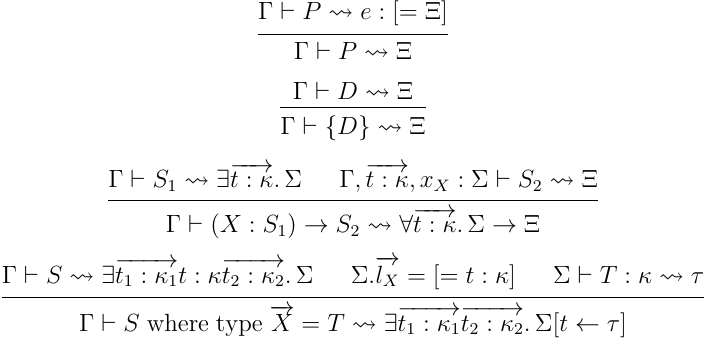 Γ ⊢ P ⇝ e : [= Ξ]
Γ ⊢ P ⇝ Ξ
Γ ⊢ D ⇝ Ξ
Γ ⊢ {D} ⇝ Ξ
Γ ⊢ S₁ ⇝ ∃\overrightarrow{t : κ}. Σ    Γ, \overrightarrow{t : κ}, x_X : Σ ⊢ S₂ ⇝ Ξ
Γ ⊢ (X : S₁) → S₂ ⇝ ∀\overrightarrow{t : κ}. Σ → Ξ
Γ ⊢ S ⇝ ∃\overrightarrow{t₁ : κ₁}t : κ\overrightarrow{t₂ : κ₂}. Σ    Σ.\overrightarrow{l_X} = [= t : κ]    Σ ⊢ T : κ ⇝ τ
Γ ⊢ S where type \overrightarrow{X} = T ⇝ ∃\overrightarrow{t₁ : κ₁}\overrightarrow{t₂ : κ₂}. Σ[t ← τ]